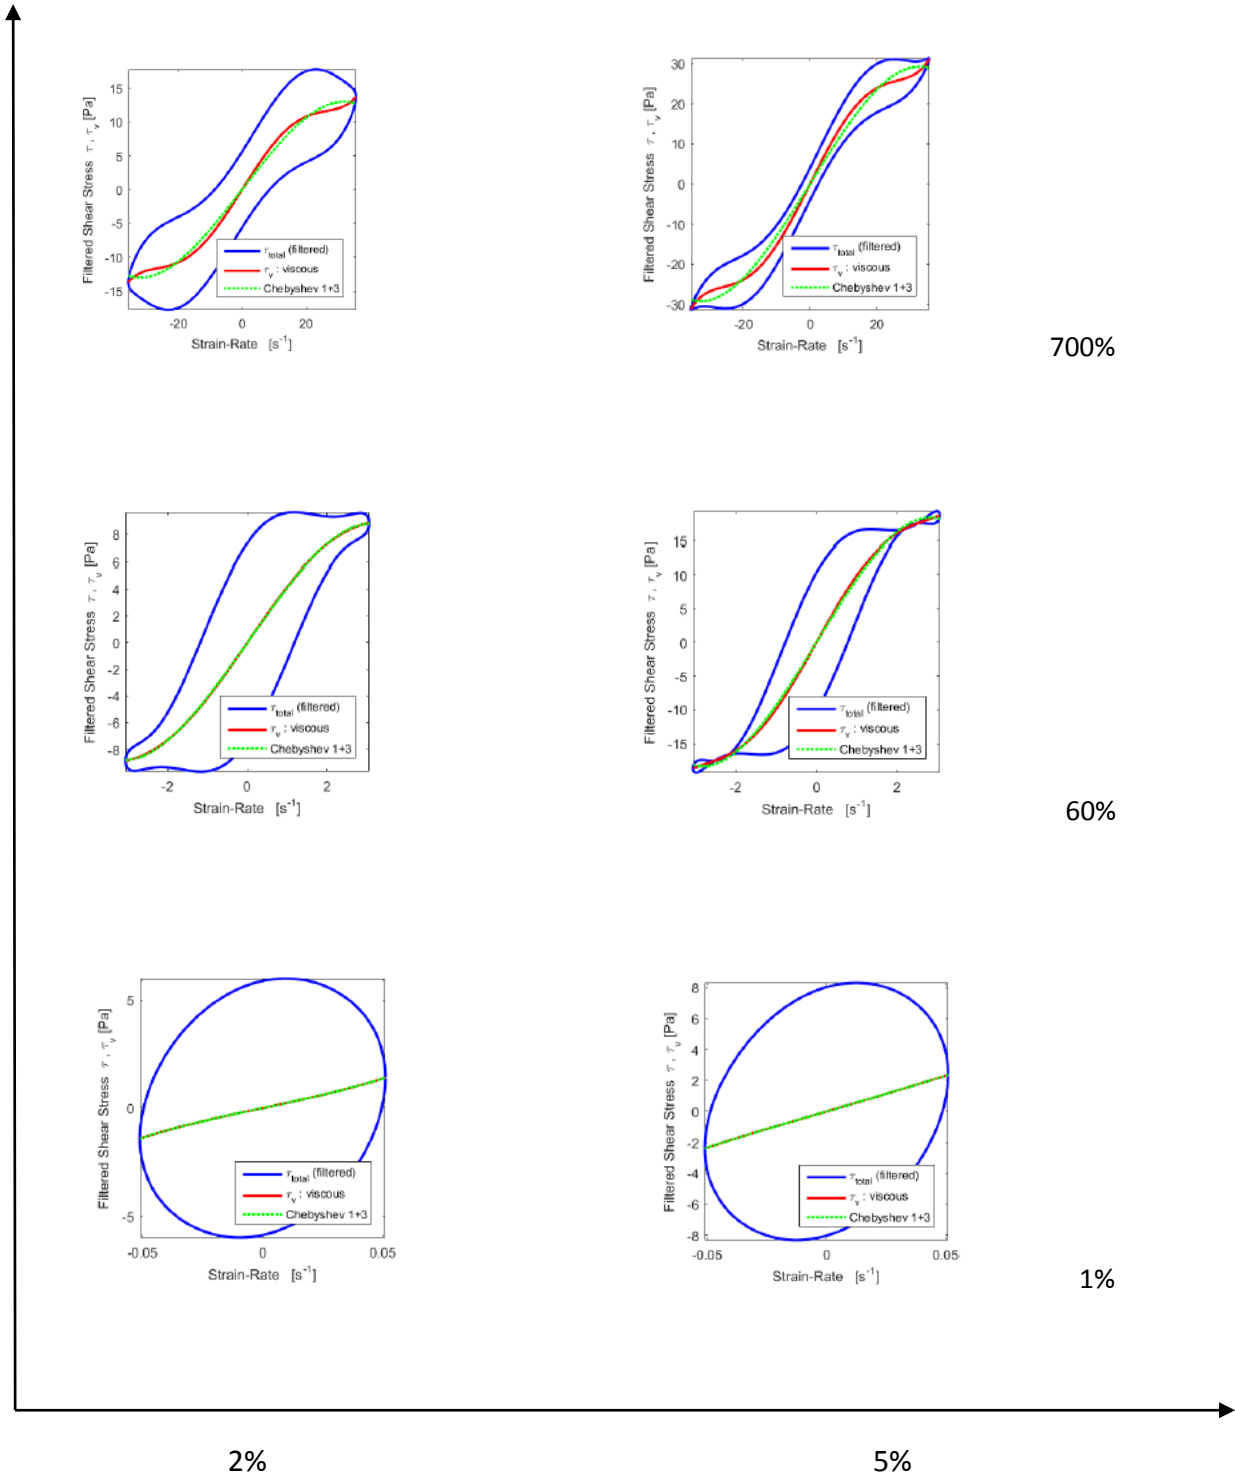 Filtered Shear Stress τ , τv [Pa]
15
10
5
0
-5
-10
-15
τtotal (filtered)
τv : viscous
Chebyshev 1+3
-20 0 20
Strain-Rate [s-1]
Filtered Shear Stress τ , τv [Pa]
30
20
10
0
-10
-20
-30
τtotal (filtered)
τv : viscous
Chebyshev 1+3
-20 0 20
Strain-Rate [s-1]
700%
Filtered Shear Stress τ , τv [Pa]
8
6
4
2
0
-2
-4
-6
-8
τtotal (filtered)
τv : viscous
Chebyshev 1+3
-2 0 2
Strain-Rate [s-1]
Filtered Shear Stress τ , τv [Pa]
15
10
5
0
-5
-10
-15
τtotal (filtered)
τv : viscous
Chebyshev 1+3
-2 0 2
Strain-Rate [s-1]
60%
Filtered Shear Stress τ , τv [Pa]
5
0
-5
τtotal (filtered)
τv : viscous
Chebyshev 1+3
-0.05 0 0.05
Strain-Rate [s-1]
Filtered Shear Stress τ , τv [Pa]
8
6
4
2
0
-2
-4
-6
-8
τtotal (filtered)
τv : viscous
Chebyshev 1+3
-0.05 0 0.05
Strain-Rate [s-1]
1%
2% 5%